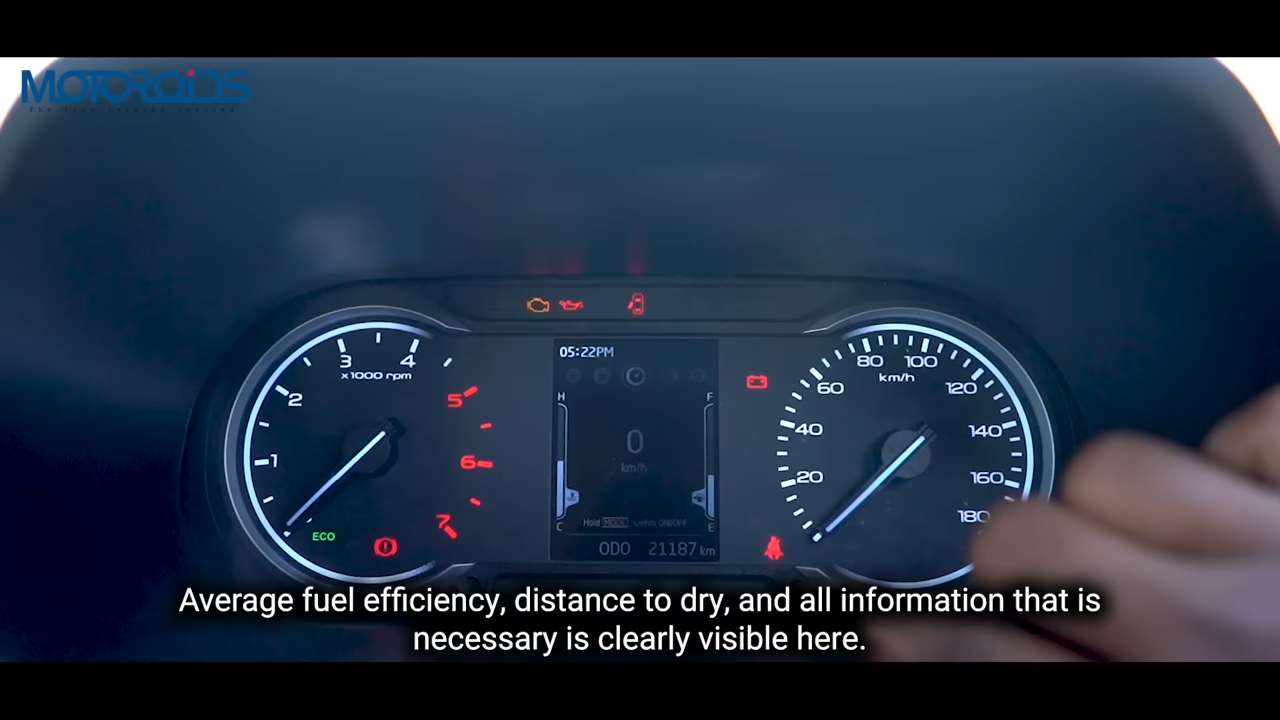 MOTOROiDS
05:22PM
H
F
0
km/h
C
E
Hold MODE : Lights ON/OFF
ODO 21187 km
1
2
3
4
5
6
7
x1000 rpm
ECO
20
40
60
80
100
120
140
160
180
km/h
Average fuel efficiency, distance to dry, and all information that is
necessary is clearly visible here.